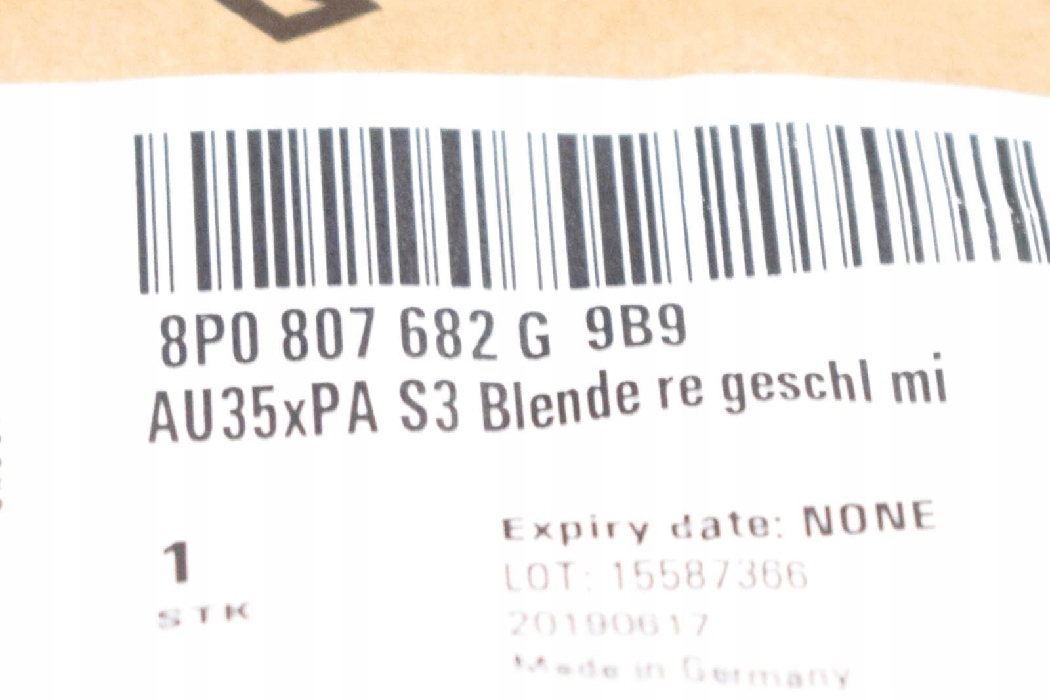 8P0 807 682 G 9B9
AU35xPA S3 Blende re geschl mi
1
STK
Expiry date: NONE
LOT: 15587366
20190617
Made in Germany